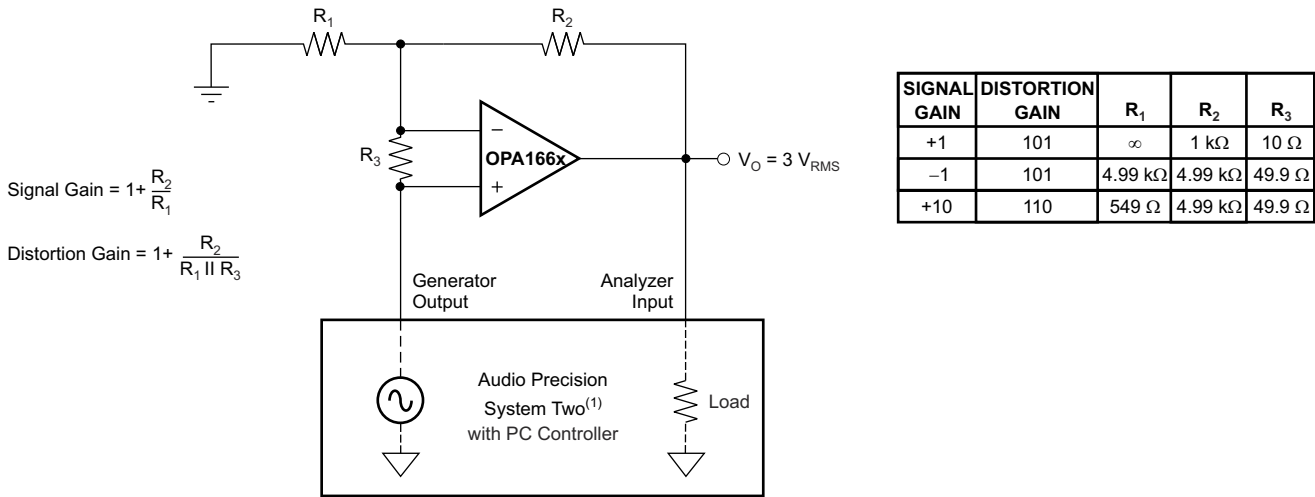 R1
R2
R3
−
OPA166x
+
VO = 3 VRMS
Signal Gain = 1+ R2 / R1
Distortion Gain = 1+ R2 / (R1 II R3)
Generator Output
Analyzer Input
Audio Precision
System Two(1)
with PC Controller
Load
SIGNAL GAIN DISTORTION GAIN R1 R2 R3
+1 101 ∞ 1 kΩ 10 Ω
−1 101 4.99 kΩ 4.99 kΩ 49.9 Ω
+10 110 549 Ω 4.99 kΩ 49.9 Ω